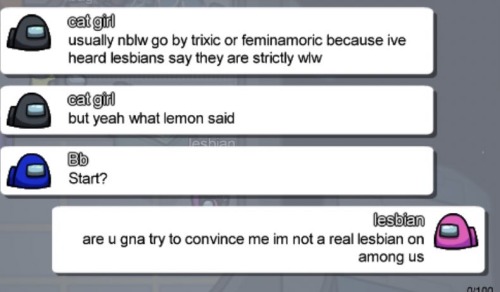 cat girl
usually nblw go by trixic or feminamoric because ive
heard lesbians say they are strictly wlw
cat girl
but yeah what lemon said
lesbian
Bb
Start?
lesbian
are u gna try to convince me im not a real lesbian on
among us
0/100